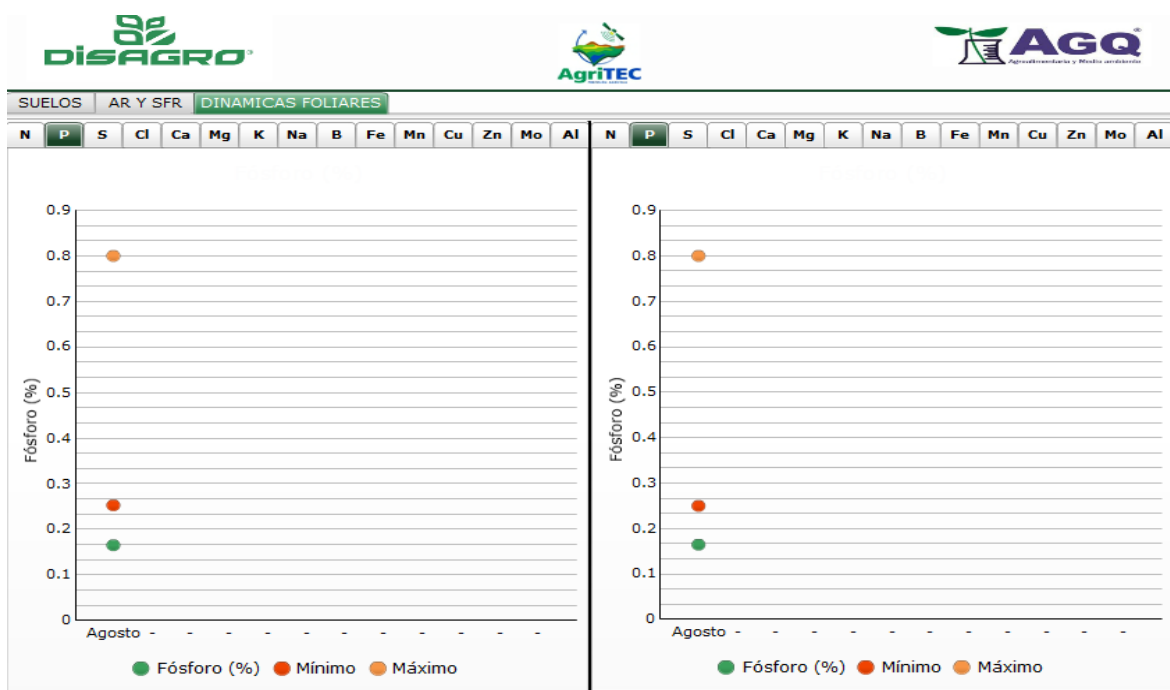 DISAGRO
AgriTEC
AGQ
Agroalimentaria y Medio ambiente
SUELOS AR Y SFR DINAMICAS FOLIARES
N P S Cl Ca Mg K Na B Fe Mn Cu Zn Mo Al
Fósforo (%)
0.9
0.8
0.7
0.6
0.5
0.4
0.3
0.2
0.1
0
Fósforo (%)
Agosto - - - - - - - - - - -
Fósforo (%) Mínimo Máximo
N P S Cl Ca Mg K Na B Fe Mn Cu Zn Mo Al
Fósforo (%)
0.9
0.8
0.7
0.6
0.5
0.4
0.3
0.2
0.1
0
Fósforo (%)
Agosto - - - - - - - - - - -
Fósforo (%) Mínimo Máximo